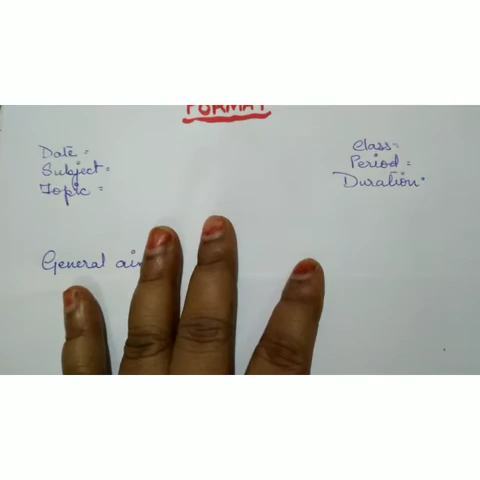 FORMAT
Date =
Subject =
Topic =
Class =
Period =
Duration =
General